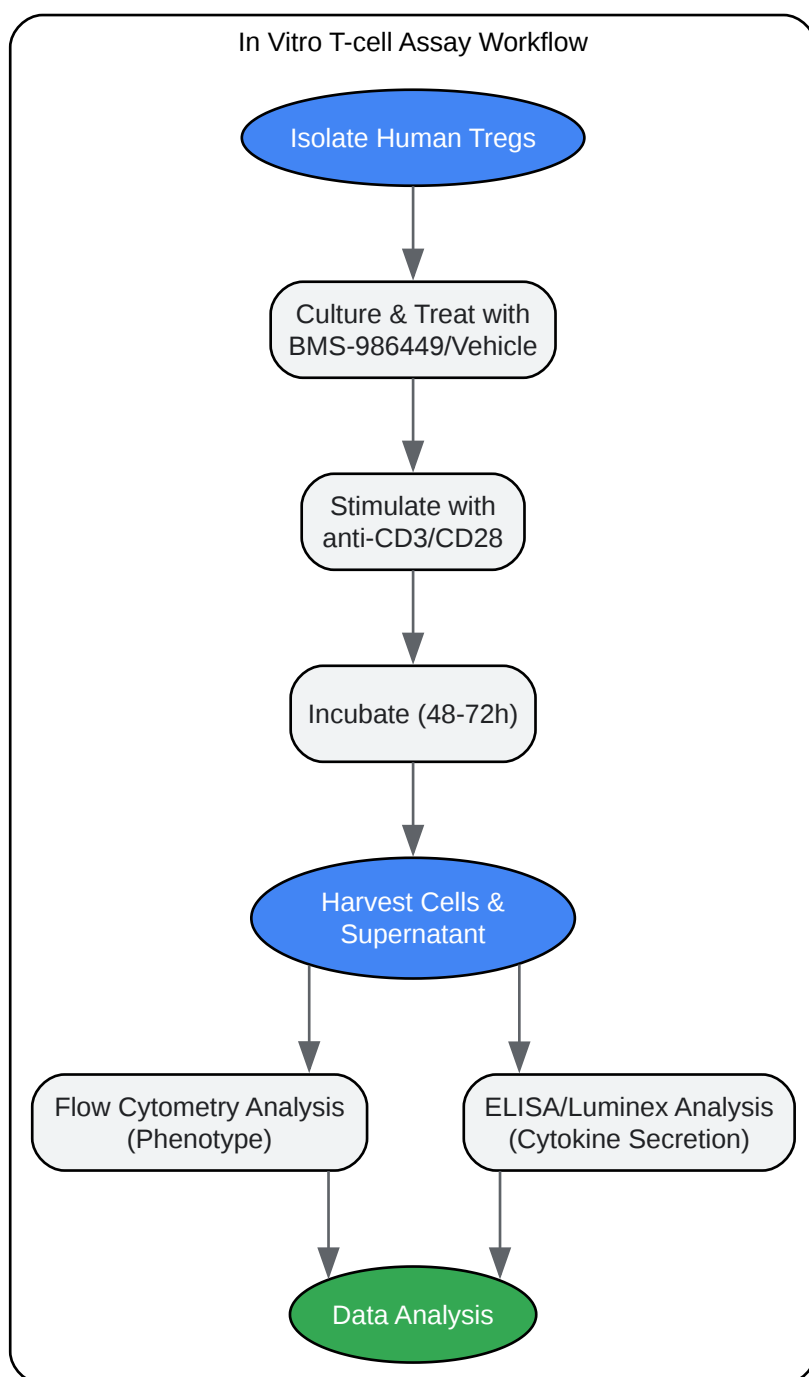 In Vitro T-cell Assay Workflow
Isolate Human Tregs
Culture & Treat with
BMS-986449/Vehicle
Stimulate with
anti-CD3/CD28
Incubate (48-72h)
Harvest Cells &
Supernatant
Flow Cytometry Analysis
(Phenotype)
ELISA/Luminex Analysis
(Cytokine Secretion)
Data Analysis